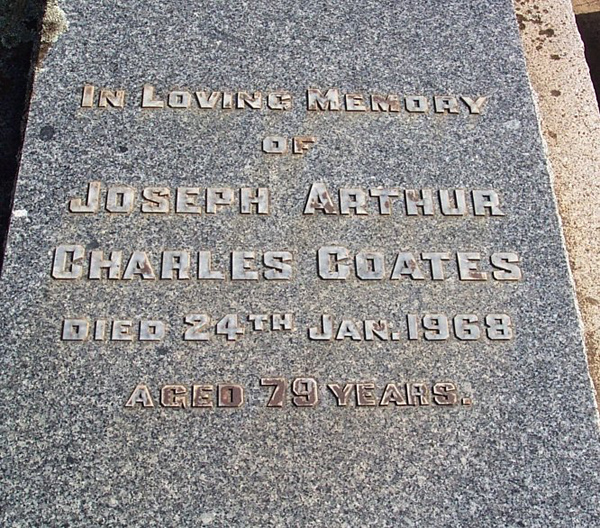 In Loving Memory
of
Joseph Arthur
Charles Coates
Died 24th Jan. 1968
aged 79 years.